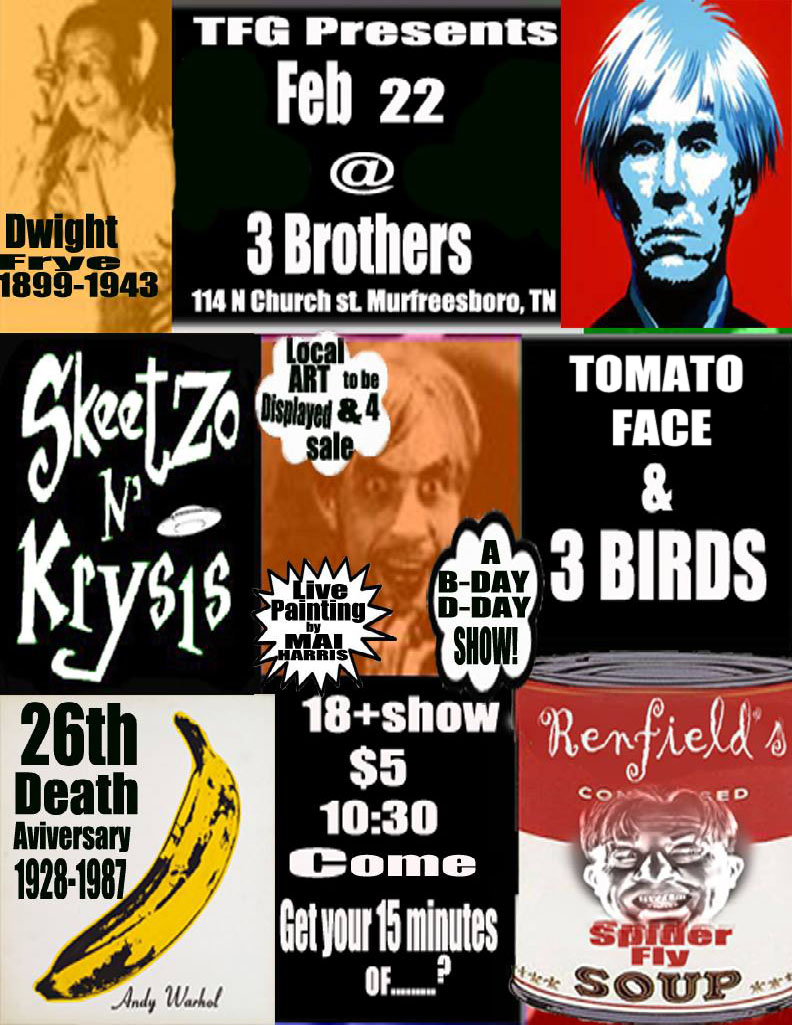 TFG Presents
Feb 22
@
3 Brothers
114 N Church st. Murfreesboro, TN
Dwight
Frye
1899-1943
Skeetzo
N'
Krysis
Local
ART to be
Displayed & 4
sale
Live
Painting
by
MAI
HARRIS
A
B-DAY
D-DAY
SHOW!
TOMATO
FACE
&
3 BIRDS
26th
Death
Aviversary
1928-1987
Andy Warhol
18+show
$5
10:30
Come
Get your 15 minutes
OF.........?
Renfield's
Spider
Fly
SOUP